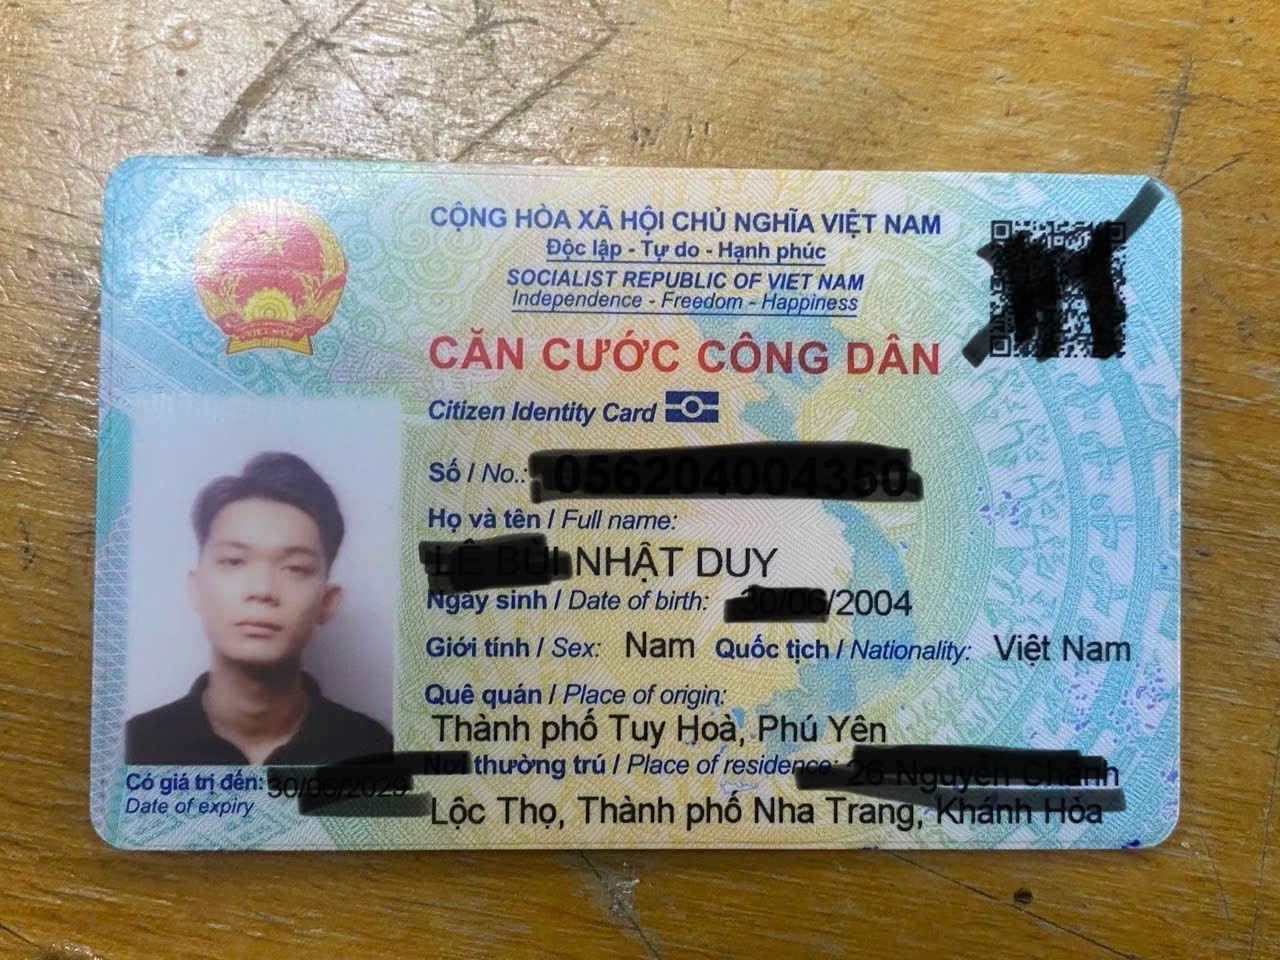 CỘNG HÒA XÃ HỘI CHỦ NGHĨA VIỆT NAM
Độc lập - Tự do - Hạnh phúc
SOCIALIST REPUBLIC OF VIET NAM
Independence - Freedom - Happiness
CĂN CƯỚC CÔNG DÂN
Citizen Identity Card
Số / No.:
Họ và tên / Full name:
NHẬT DUY
Ngày sinh / Date of birth: /2004
Giới tính / Sex: Nam Quốc tịch / Nationality: Việt Nam
Quê quán / Place of origin:
Thành phố Tuy Hoà, Phú Yên
Nơi thường trú / Place of residence:
Lộc Thọ, Thành phố Nha Trang, Khánh Hòa
Có giá trị đến:
Date of expiry